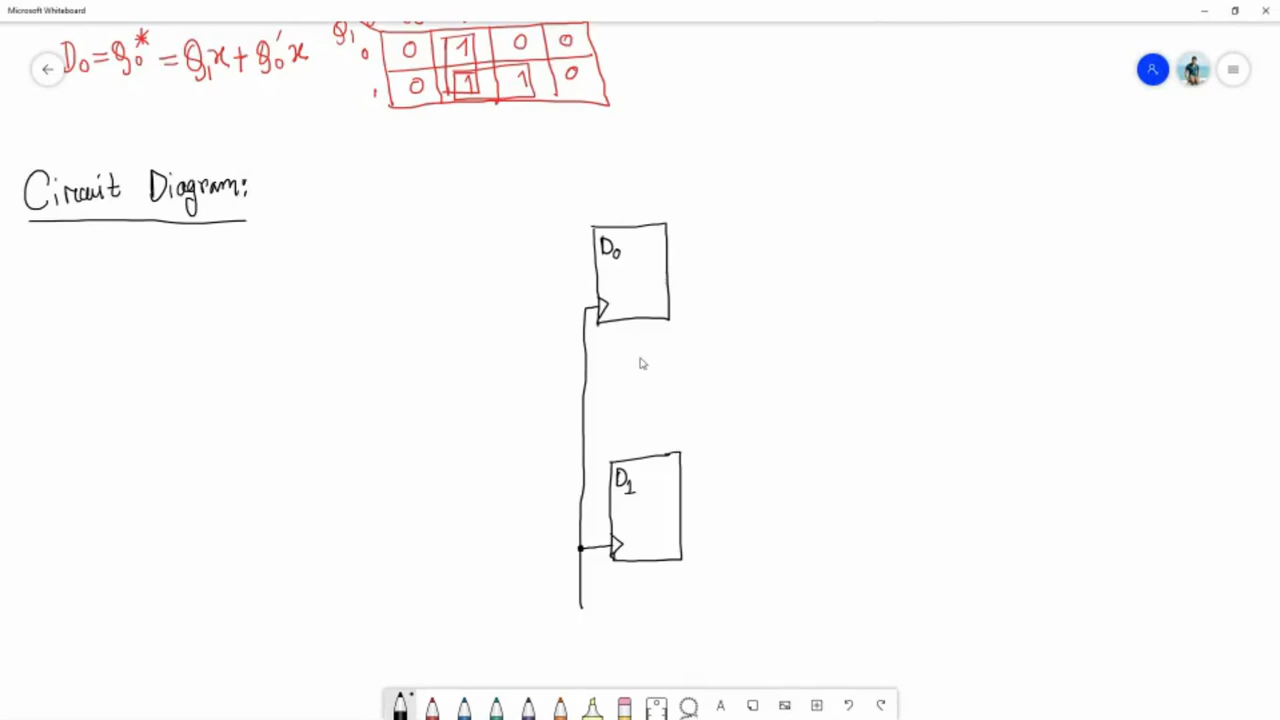 Microsoft Whiteboard
D₀ = Q₀* = Q₁x + Q₀'x
Q₁
0 0 1 0 0
1 0 1 1 0
Circuit Diagram:
D₀
D₁
A